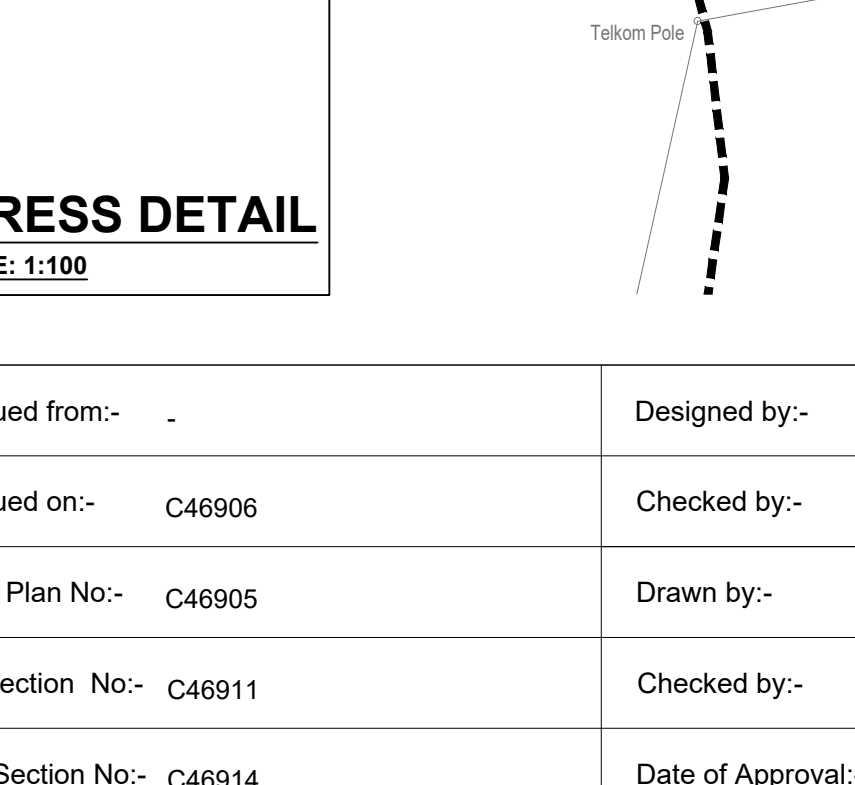 Telkom Pole
RESS DETAIL
E: 1:100
ued from:- -
Designed by:-
ued on:- C46906
Checked by:-
Plan No:- C46905
Drawn by:-
ection No:- C46911
Checked by:-
Section No:- C46914
Date of Approval:-